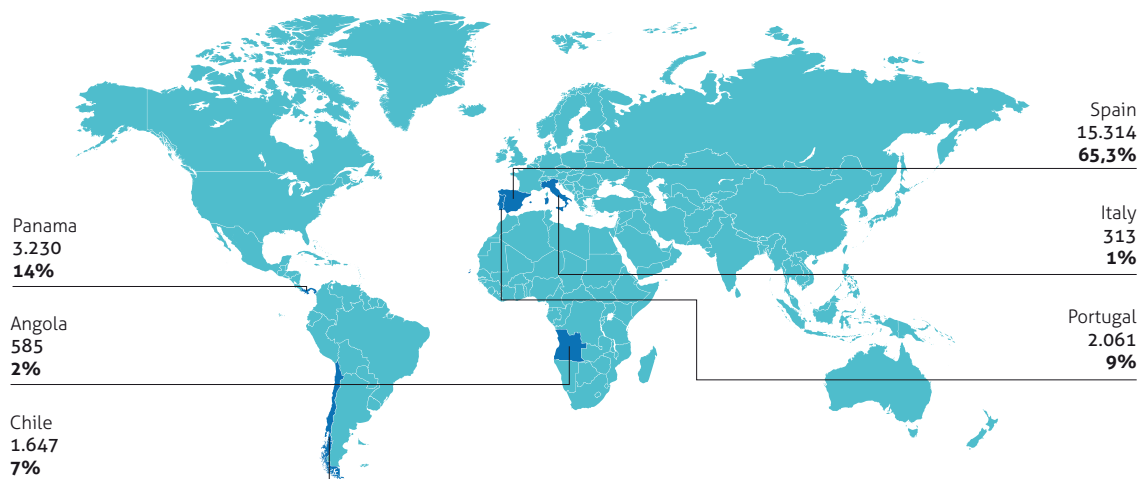 Spain
15.314
65,3%
Panama
3.230
14%
Italy
313
1%
Angola
585
2%
Portugal
2.061
9%
Chile
1.647
7%